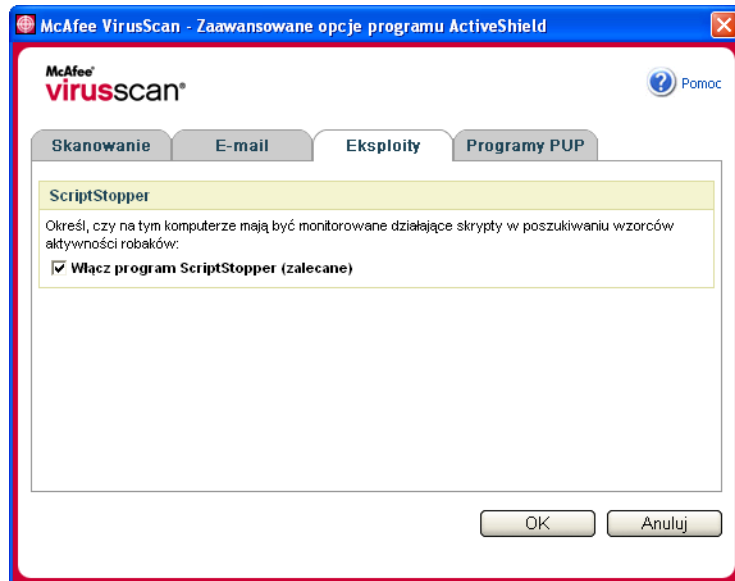 McAfee VirusScan - Zaawansowane opcje programu ActiveShield
McAfee®
virusscan®
? Pomoc
Skanowanie
E-mail
Eksploity
Programy PUP
ScriptStopper
Określ, czy na tym komputerze mają być monitorowane działające skrypty w poszukiwaniu wzorców
aktywności robaków:
Włącz program ScriptStopper (zalecane)
OK
Anuluj